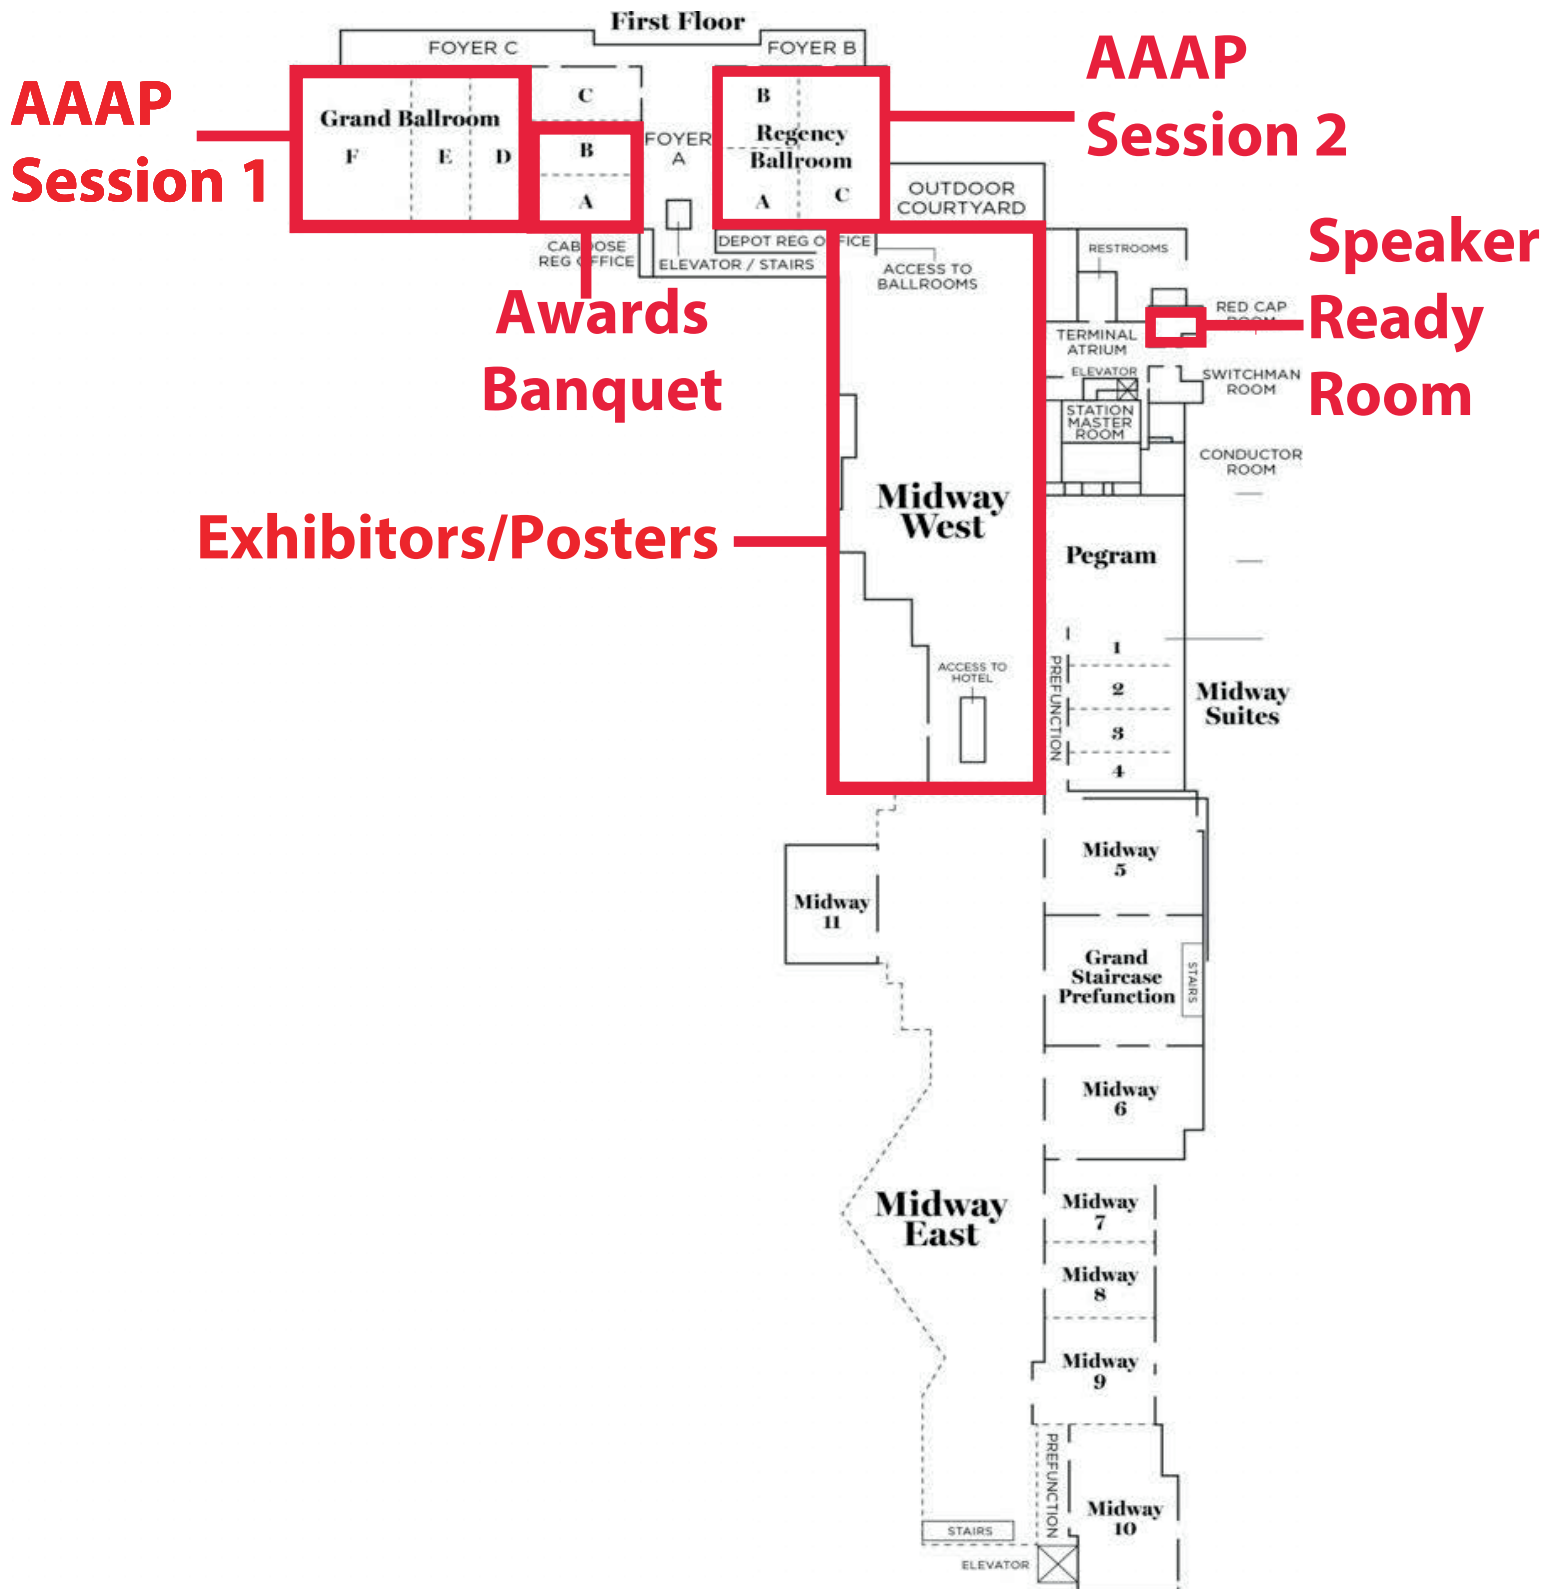 First Floor
FOYER C
FOYER B
AAAP
Session 1
Grand Ballroom
F
E
D
C
B
A
FOYER
A
B
Regency
Ballroom
A
C
AAAP
Session 2
OUTDOOR
COURTYARD
CABOOSE
REG OFFICE
ELEVATOR / STAIRS
DEPOT REG OFFICE
ACCESS TO
BALLROOMS
RESTROOMS
Speaker
Ready
Room
RED CAP
ROOM
TERMINAL
ATRIUM
ELEVATOR
SWITCHMAN
ROOM
STATION
MASTER
ROOM
CONDUCTOR
ROOM
Awards
Banquet
Exhibitors/Posters
Midway
West
Pegram
ACCESS TO
HOTEL
PREFUNCTION
1
2
3
4
Midway
Suites
Midway
5
Midway
11
Grand
Staircase
Prefunction
STAIRS
Midway
6
Midway
East
Midway
7
Midway
8
Midway
9
PREFUNCTION
Midway
10
STAIRS
ELEVATOR